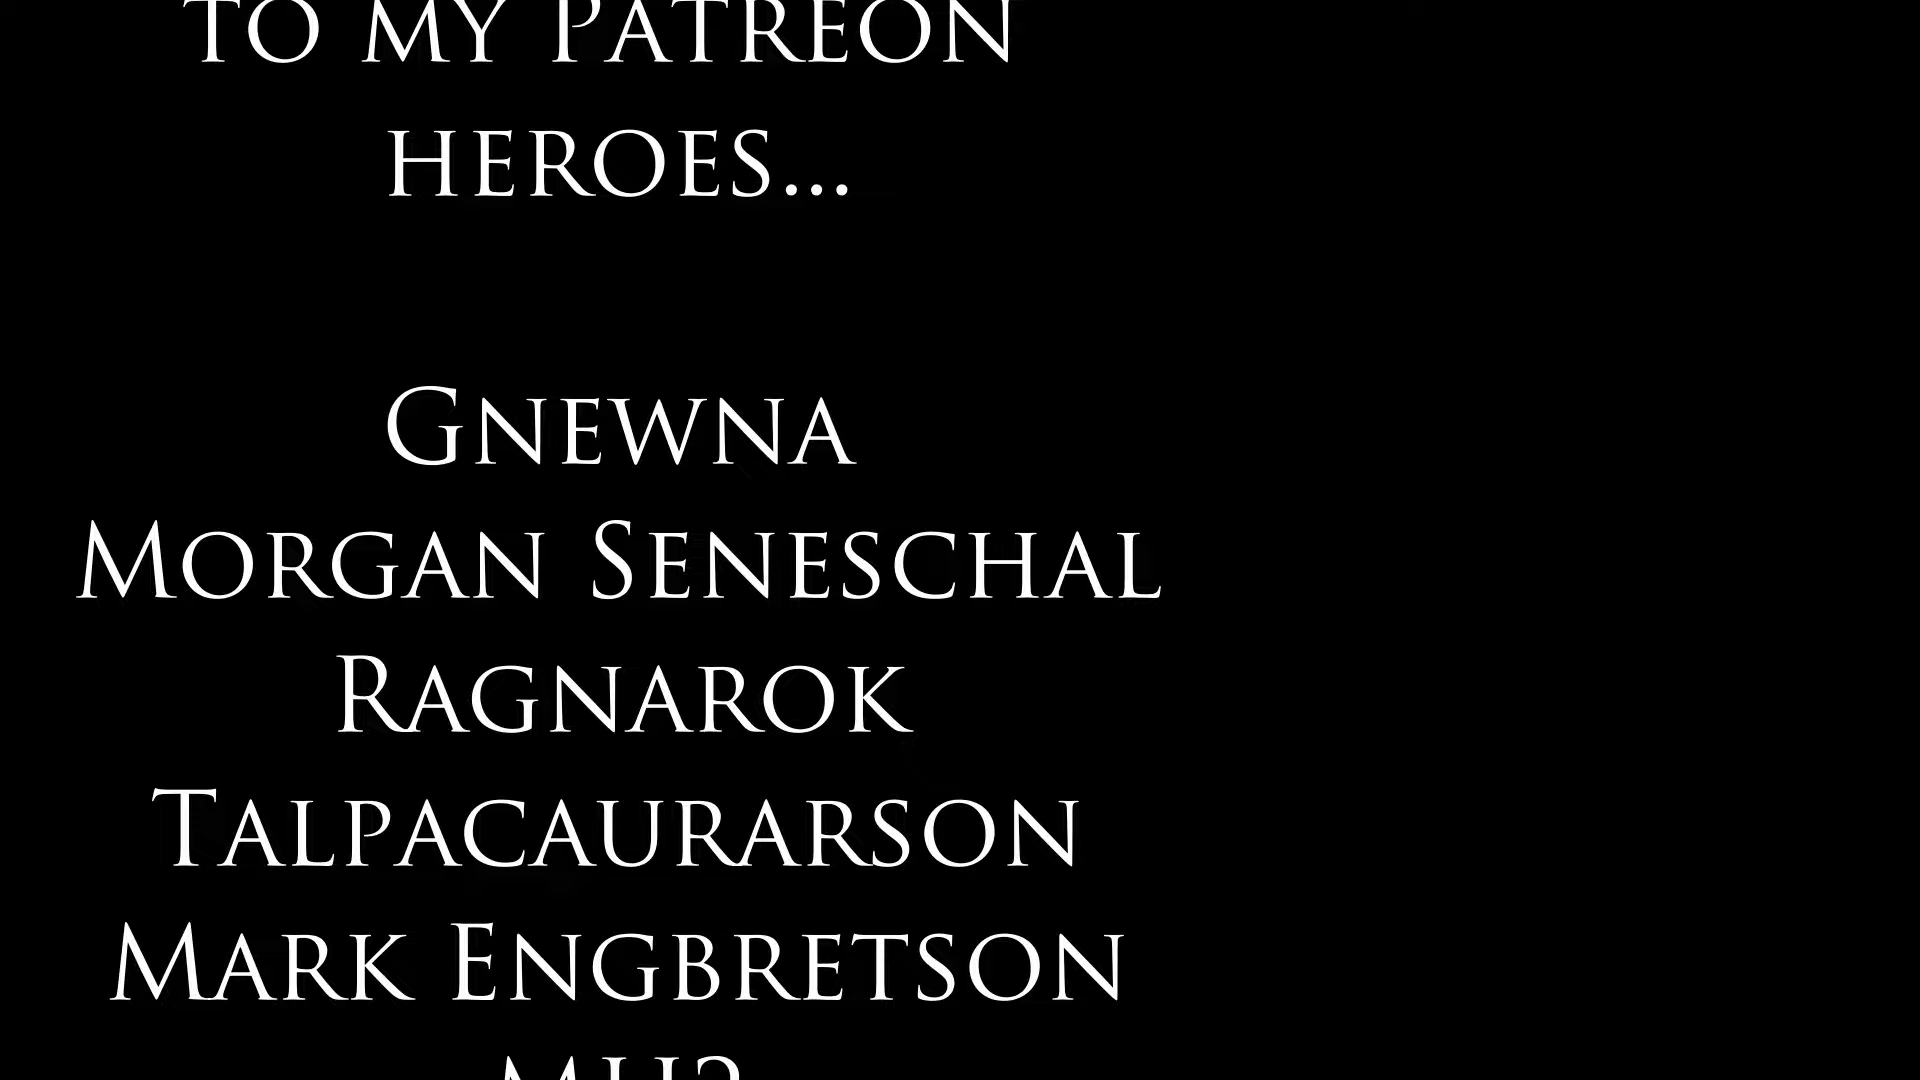 to my Patreon
heroes...
Gnewna
Morgan Seneschal
Ragnarok
Talpacaurarson
Mark Engbretson